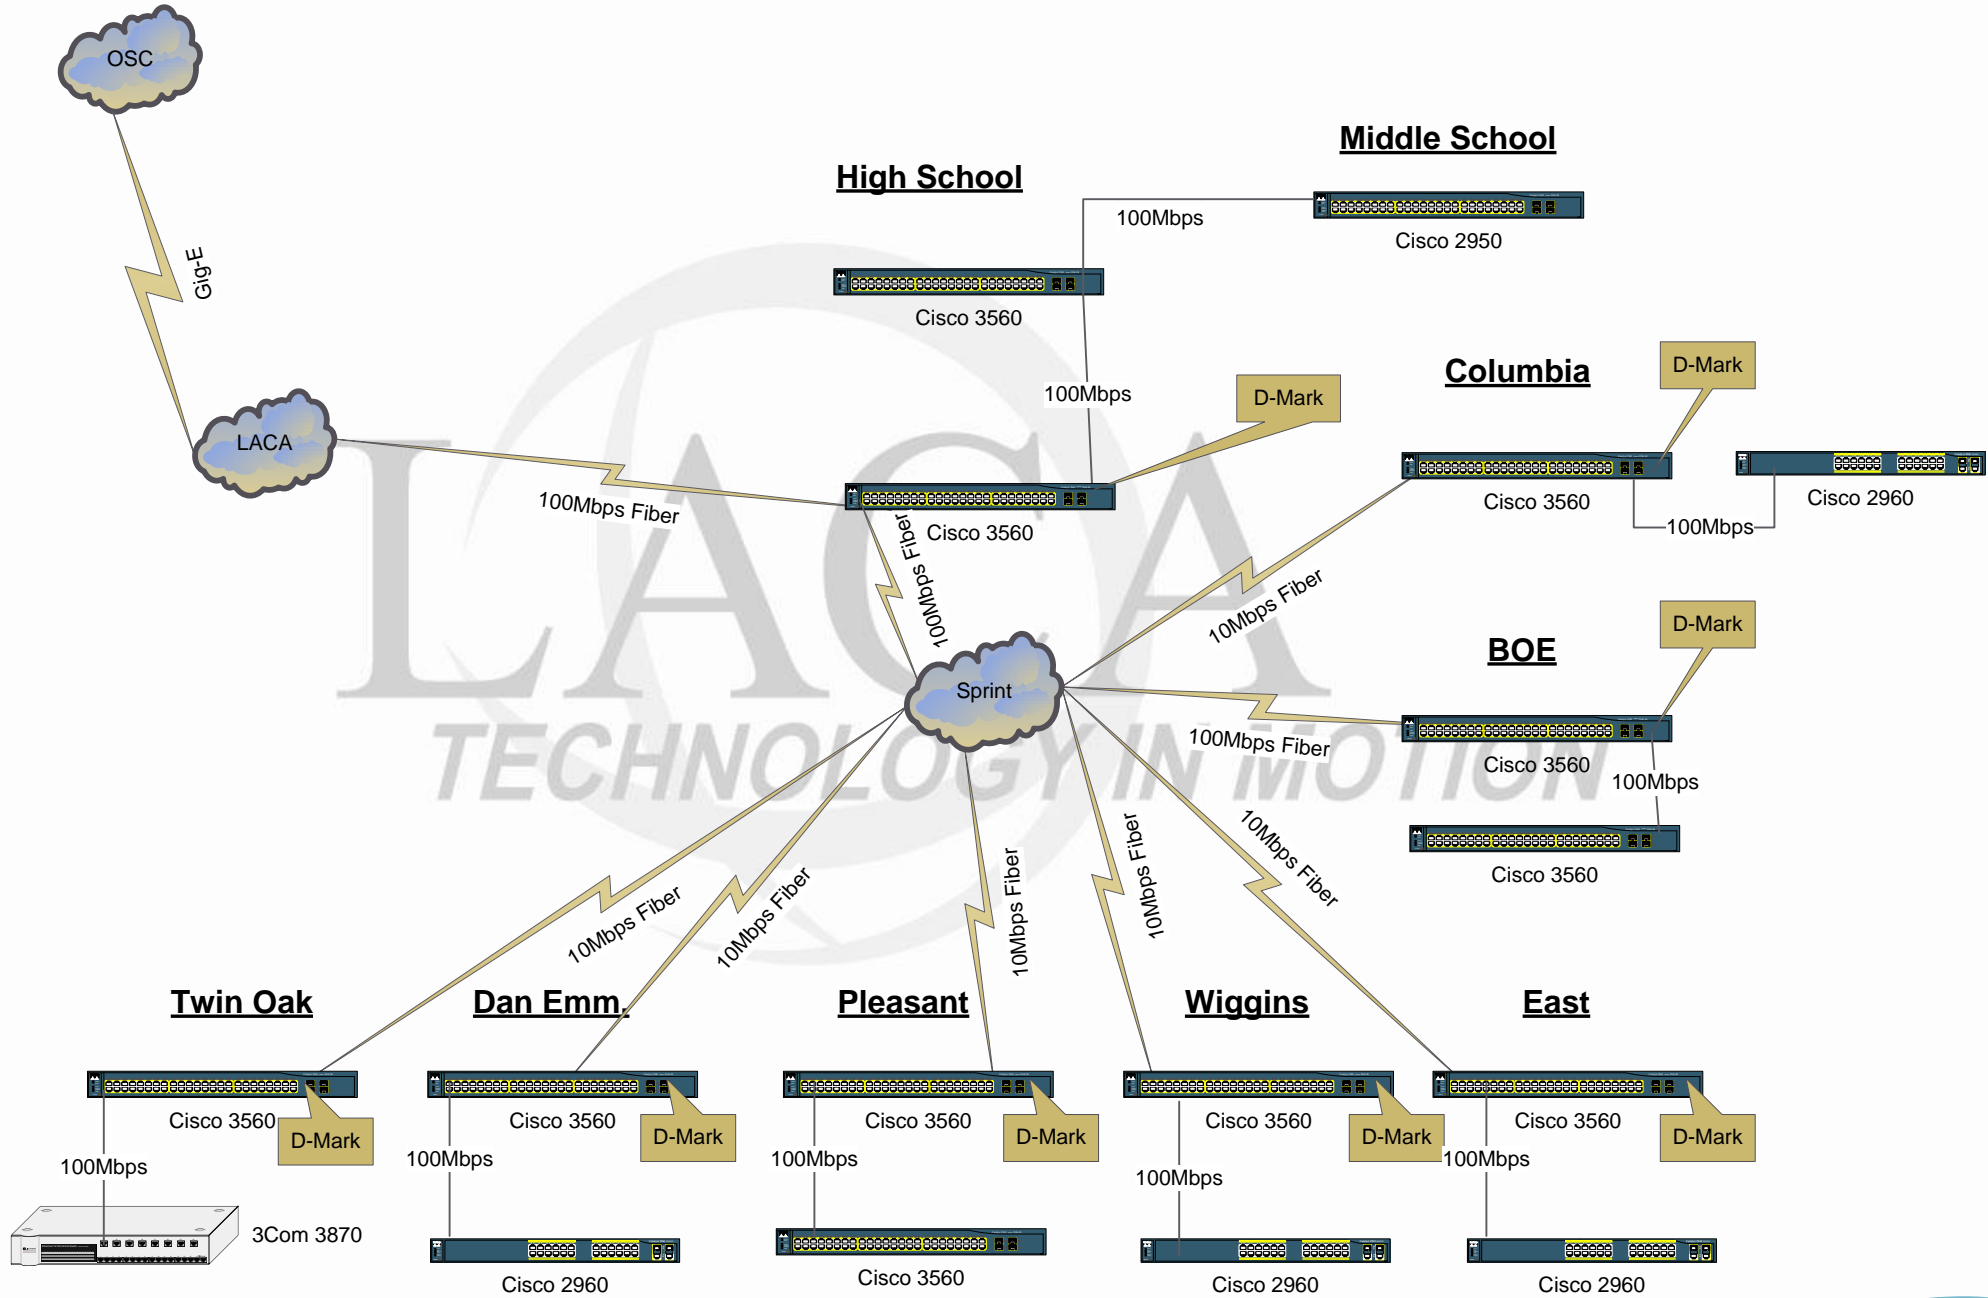 OSC
Middle School
High School
100Mbps
Cisco 2950
Gig-E
Cisco 3560
Columbia
D-Mark
100Mbps
D-Mark
LACA
100Mbps Fiber
Cisco 3560
100Mbps Fiber
Cisco 3560
Cisco 2960
100Mbps
10Mbps Fiber
D-Mark
BOE
Sprint
LACA
TECHNOLOGY IN MOTION
100Mbps Fiber
Cisco 3560
100Mbps
Cisco 3560
10Mbps Fiber
10Mbps Fiber
10Mbps Fiber
10Mbps Fiber
10Mbps Fiber
Twin Oak
Dan Emm.
Pleasant
Wiggins
East
Cisco 3560
D-Mark
Cisco 3560
D-Mark
Cisco 3560
D-Mark
Cisco 3560
D-Mark
Cisco 3560
D-Mark
100Mbps
100Mbps
100Mbps
100Mbps
100Mbps
3Com 3870
Cisco 2960
Cisco 3560
Cisco 2960
Cisco 2960